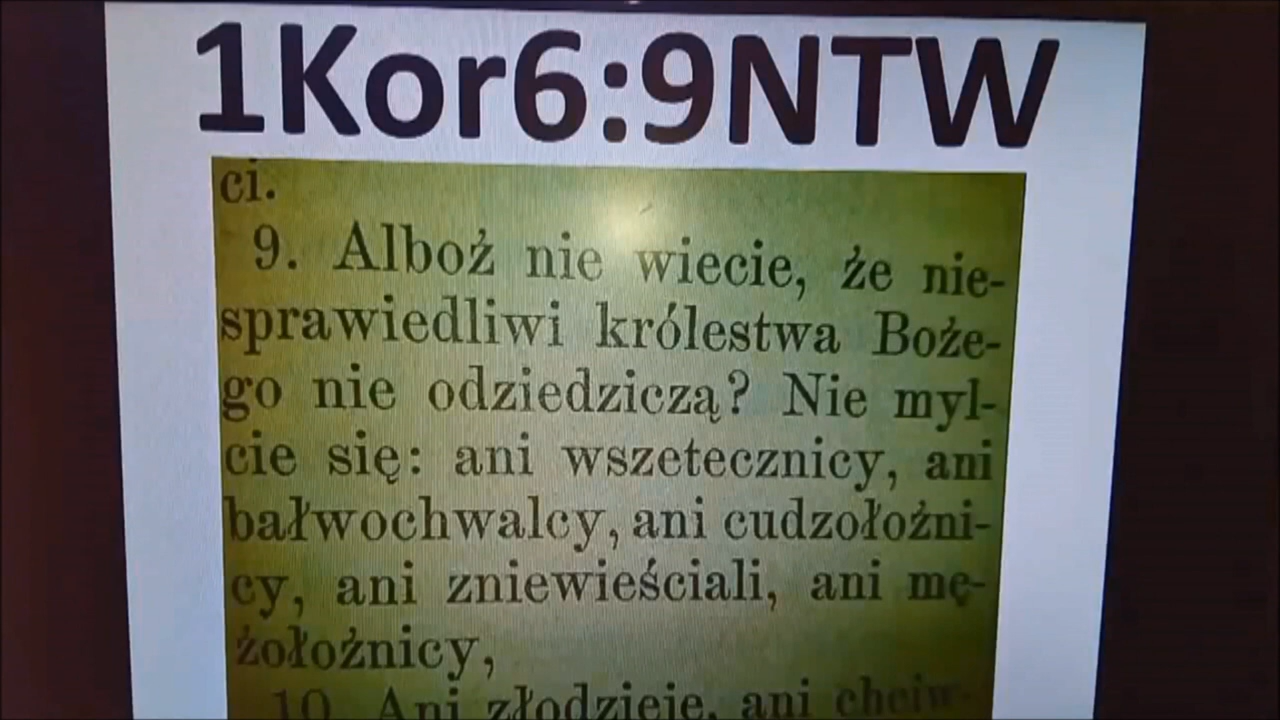 1Kor6:9NTW
ci.
9. Alboż nie wiecie, że nie-
sprawiedliwi królestwa Boże-
go nie odziedziczą? Nie myl-
cie się: ani wszetecznicy, ani
bałwochwalcy, ani cudzołożni-
cy, ani zniewieściali, ani mę-
żołożnicy,
10. Ani złodzieje, ani chciw-